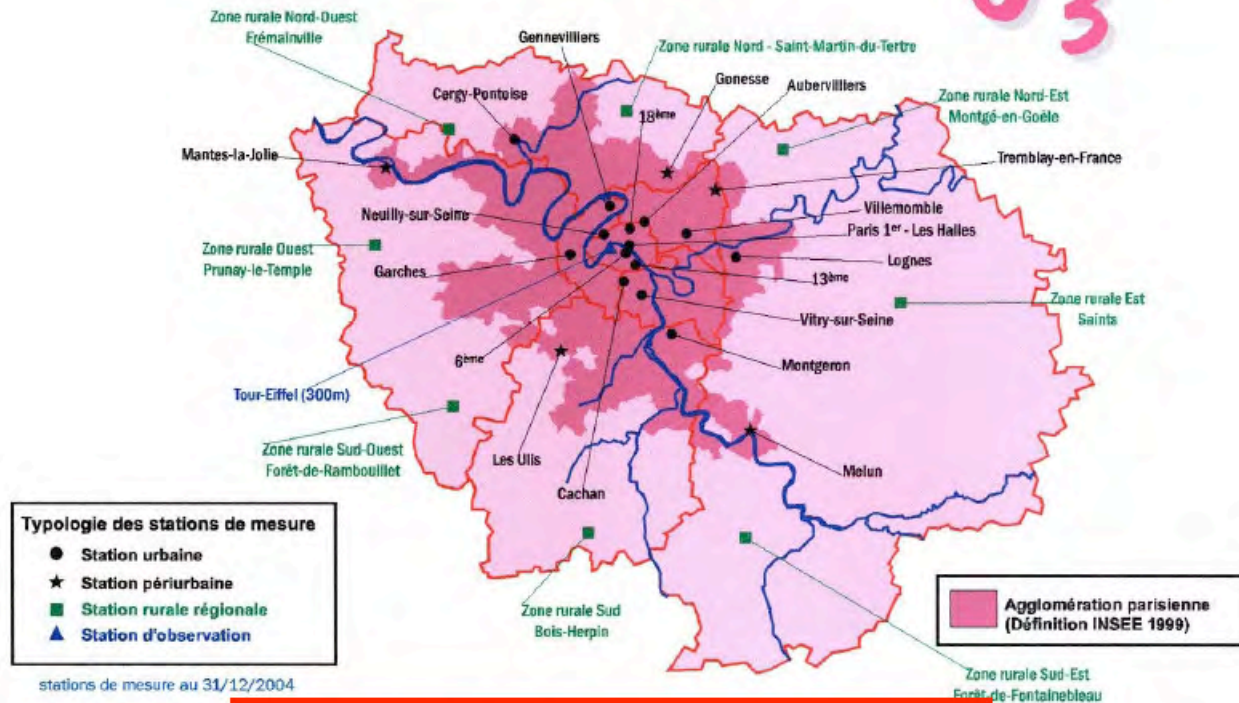 03
Zone rurale Nord-Ouest
Frémainville
Gennevilliers
Zone rurale Nord - Saint-Martin-du-Tertre
Gonesse
Aubervilliers
Cergy-Pontoise
18ème
Zone rurale Nord-Est
Montgé-en-Goële
Mantes-la-Jolie
Tremblay-en-France
Neuilly-sur-Seine
Villemomble
Paris 1er - Les Halles
Zone rurale Ouest
Prunay-le-Temple
Garches
Lognes
13ème
Zone rurale Est
Saints
Vitry-sur-Seine
6ème
Montgeron
Tour-Eiffel (300m)
Zone rurale Sud-Ouest
Forêt-de-Rambouillet
Les Ulis
Melun
Cachan
Typologie des stations de mesure
Station urbaine
Station périurbaine
Station rurale régionale
Station d'observation
Zone rurale Sud
Bois-Herpin
Agglomération parisienne
(Définition INSEE 1999)
Zone rurale Sud-Est
Forêt-de-Fontainebleau
stations de mesure au 31/12/2004